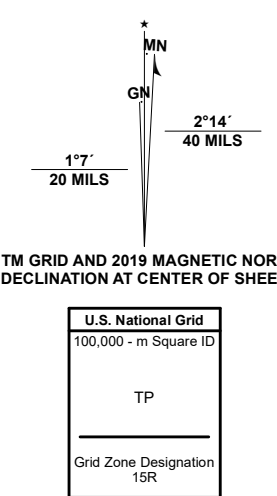 ★
MN
GN
2°14´
40 MILS
1°7´
20 MILS
TM GRID AND 2019 MAGNETIC NOR
DECLINATION AT CENTER OF SHEE
U.S. National Grid
100,000 - m Square ID
TP
Grid Zone Designation
15R